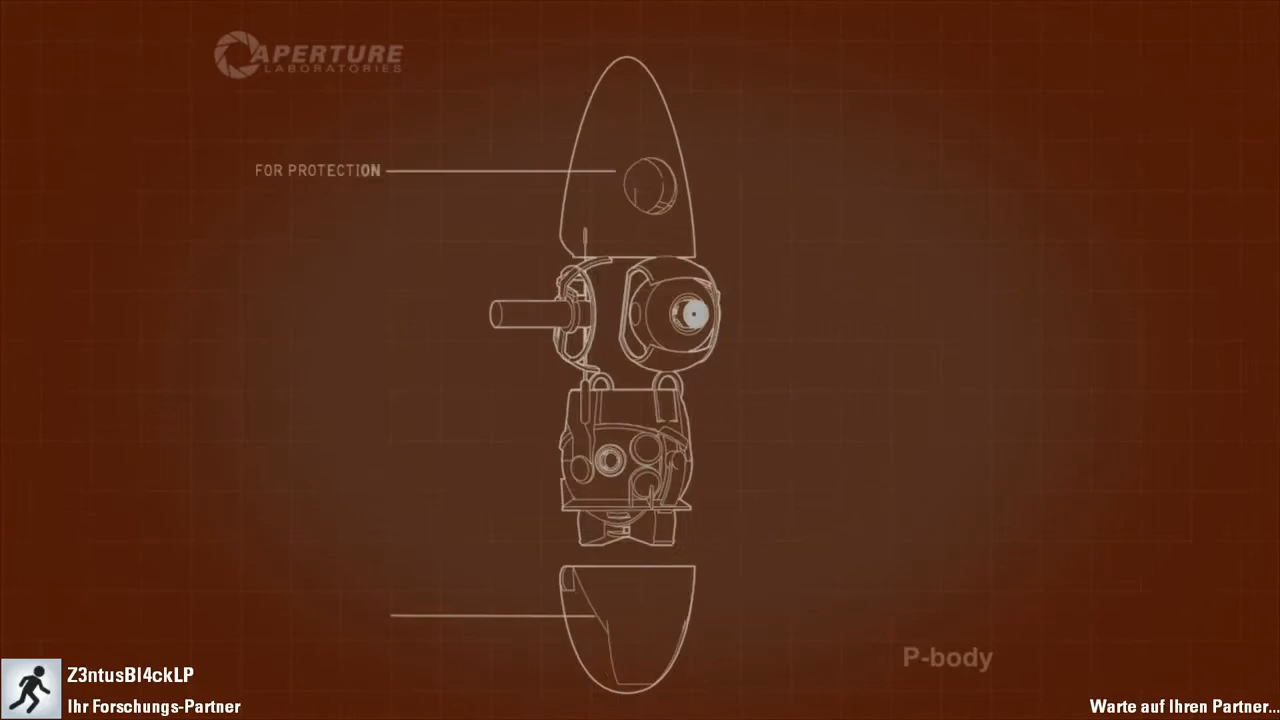 APERTURE
LABORATORIES
FOR PROTECTION
P-body
Z3ntusBl4ckLP
Ihr Forschungs-Partner
Warte auf Ihren Partner...